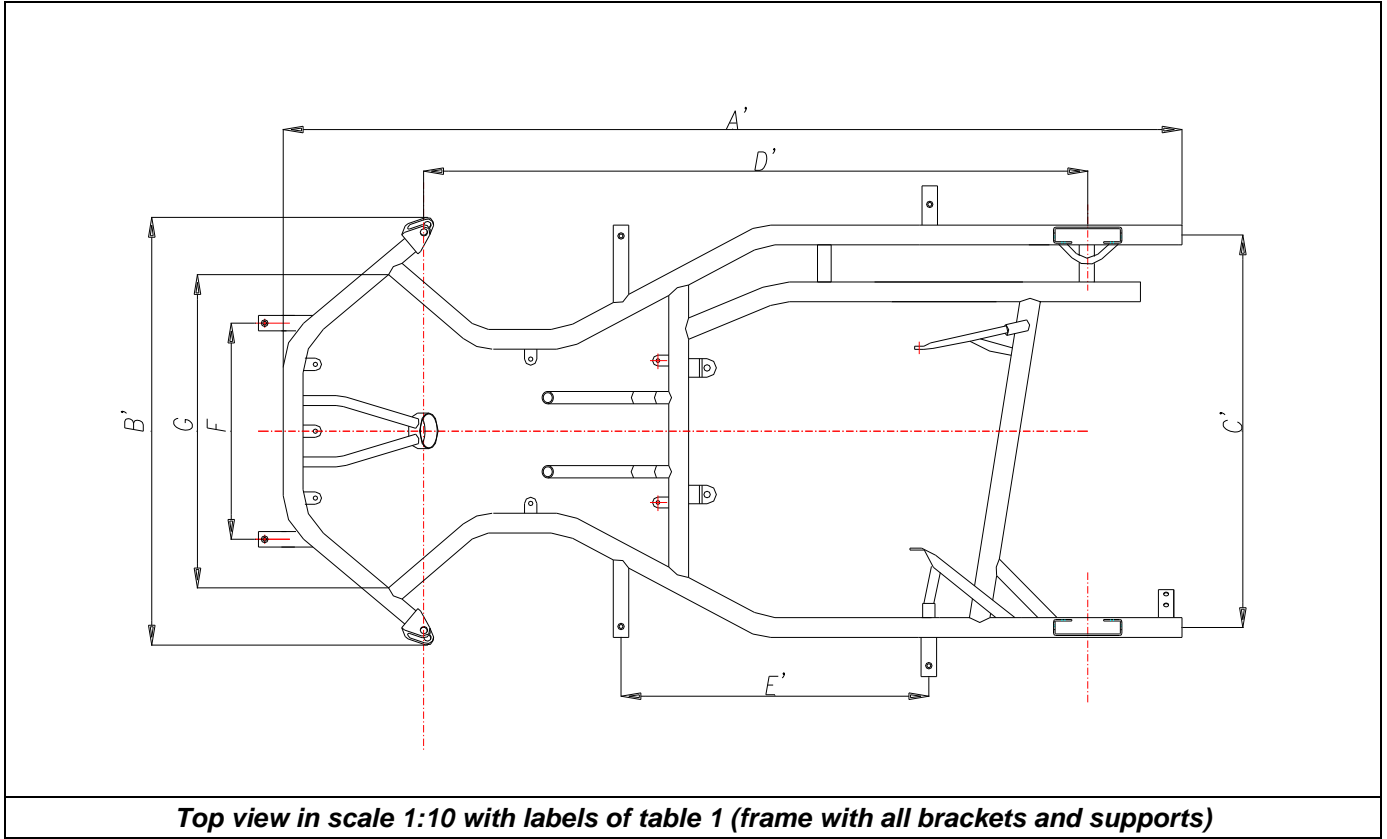 A'
D'
B'
G
F
C'
E'
Top view in scale 1:10 with labels of table 1 (frame with all brackets and supports)